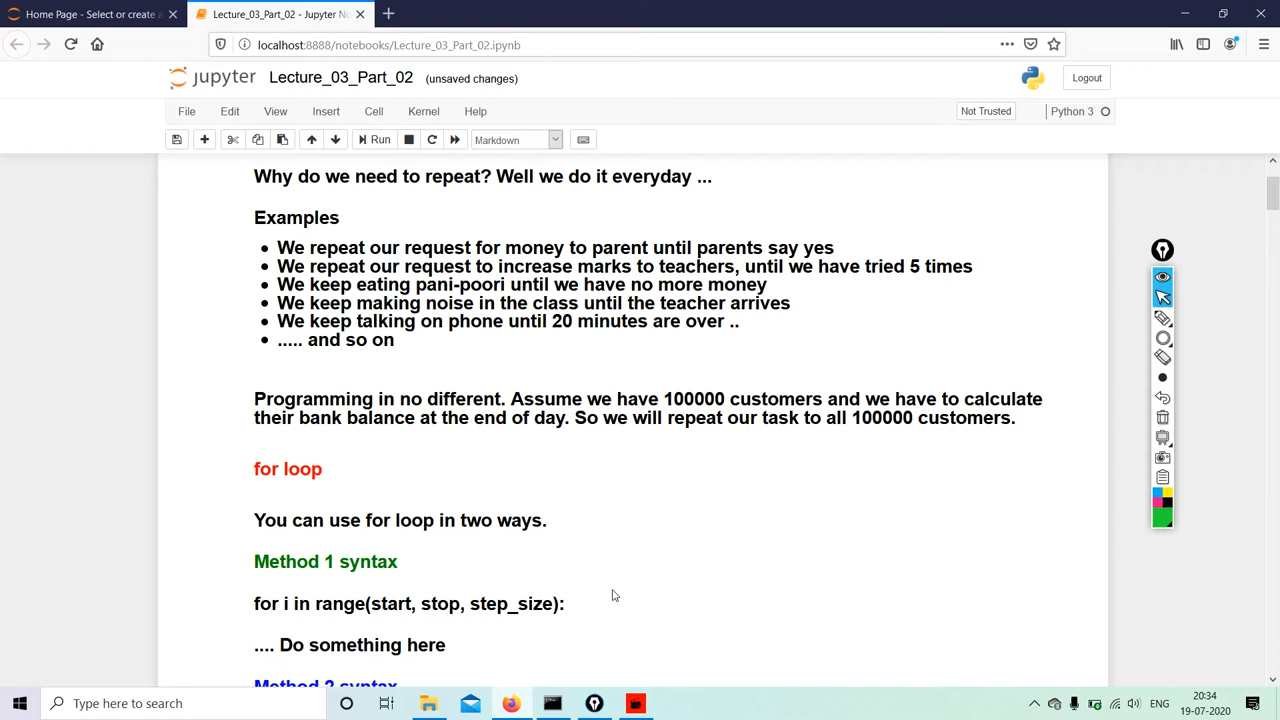 Home Page - Select or create a
Lecture_03_Part_02 - Jupyter No
localhost:8888/notebooks/Lecture_03_Part_02.ipynb
jupyter Lecture_03_Part_02 (unsaved changes)
Logout
File Edit View Insert Cell Kernel Help
Not Trusted
Python 3
Run
Markdown
Why do we need to repeat? Well we do it everyday ...
Examples
• We repeat our request for money to parent until parents say yes
• We repeat our request to increase marks to teachers, until we have tried 5 times
• We keep eating pani-poori until we have no more money
• We keep making noise in the class until the teacher arrives
• We keep talking on phone until 20 minutes are over ..
• ..... and so on
Programming in no different. Assume we have 100000 customers and we have to calculate
their bank balance at the end of day. So we will repeat our task to all 100000 customers.
for loop
You can use for loop in two ways.
Method 1 syntax
for i in range(start, stop, step_size):
.... Do something here
Method 2 syntax
Type here to search
ENG
20:34
19-07-2020